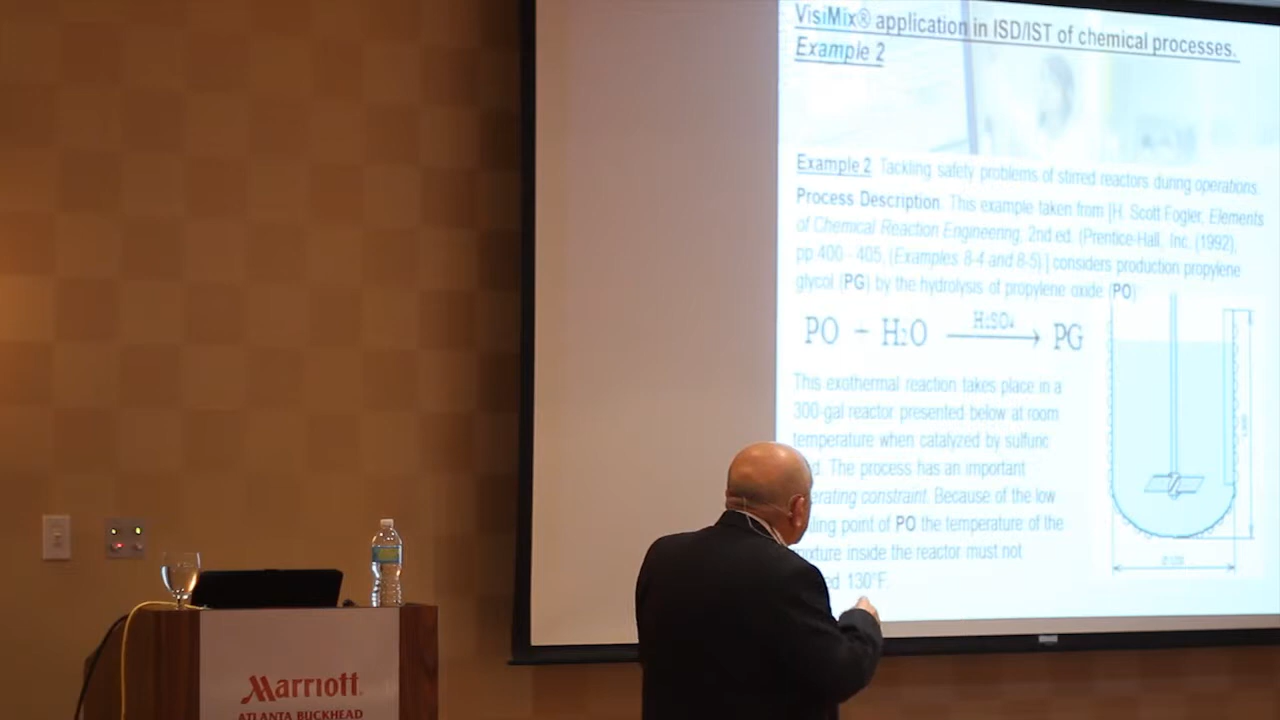 VisiMix® application in ISD/IST of chemical processes.
Example 2
Example 2 Tackling safety problems of stirred reactors during operations.
Process Description. This example taken from [H. Scott Fogler, Elements
of Chemical Reaction Engineering, 2nd ed. (Prentice-Hall, Inc. (1992),
pp 400 - 405, (Examples 8-4 and 8-5)] considers production propylene
glycol (PG) by the hydrolysis of propylene oxide (PO)
PO + H₂O H₂SO₄ PG
This exothermal reaction takes place in a
300-gal reactor presented below at room
temperature when catalyzed by sulfuric
The process has an important
constraint. Because of the low
point of PO the temperature of the
inside the reactor must not
130°F.
Marriott
ATLANTA BUCKHEAD